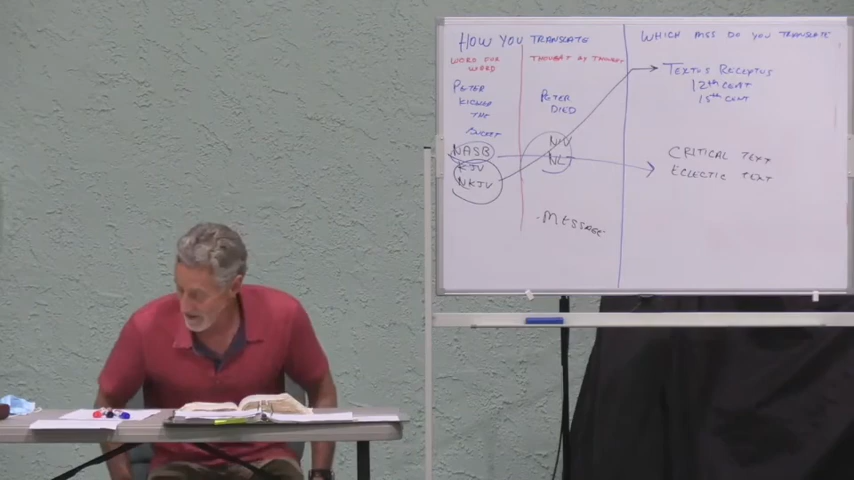 HOW YOU TRANSLATE
WORD FOR
WORD
PETER
KICKED
THE
BUCKET
NASB
KJV
NKJV
THOUGHT BY THOUGHT
PETER
DIED
NIV
NL
- MESSAGE -
WHICH MSS DO YOU TRANSLATE
TEXTUS RECEPTUS
12th CENT
15th CENT
CRITICAL TEXT
ECLECTIC TEXT